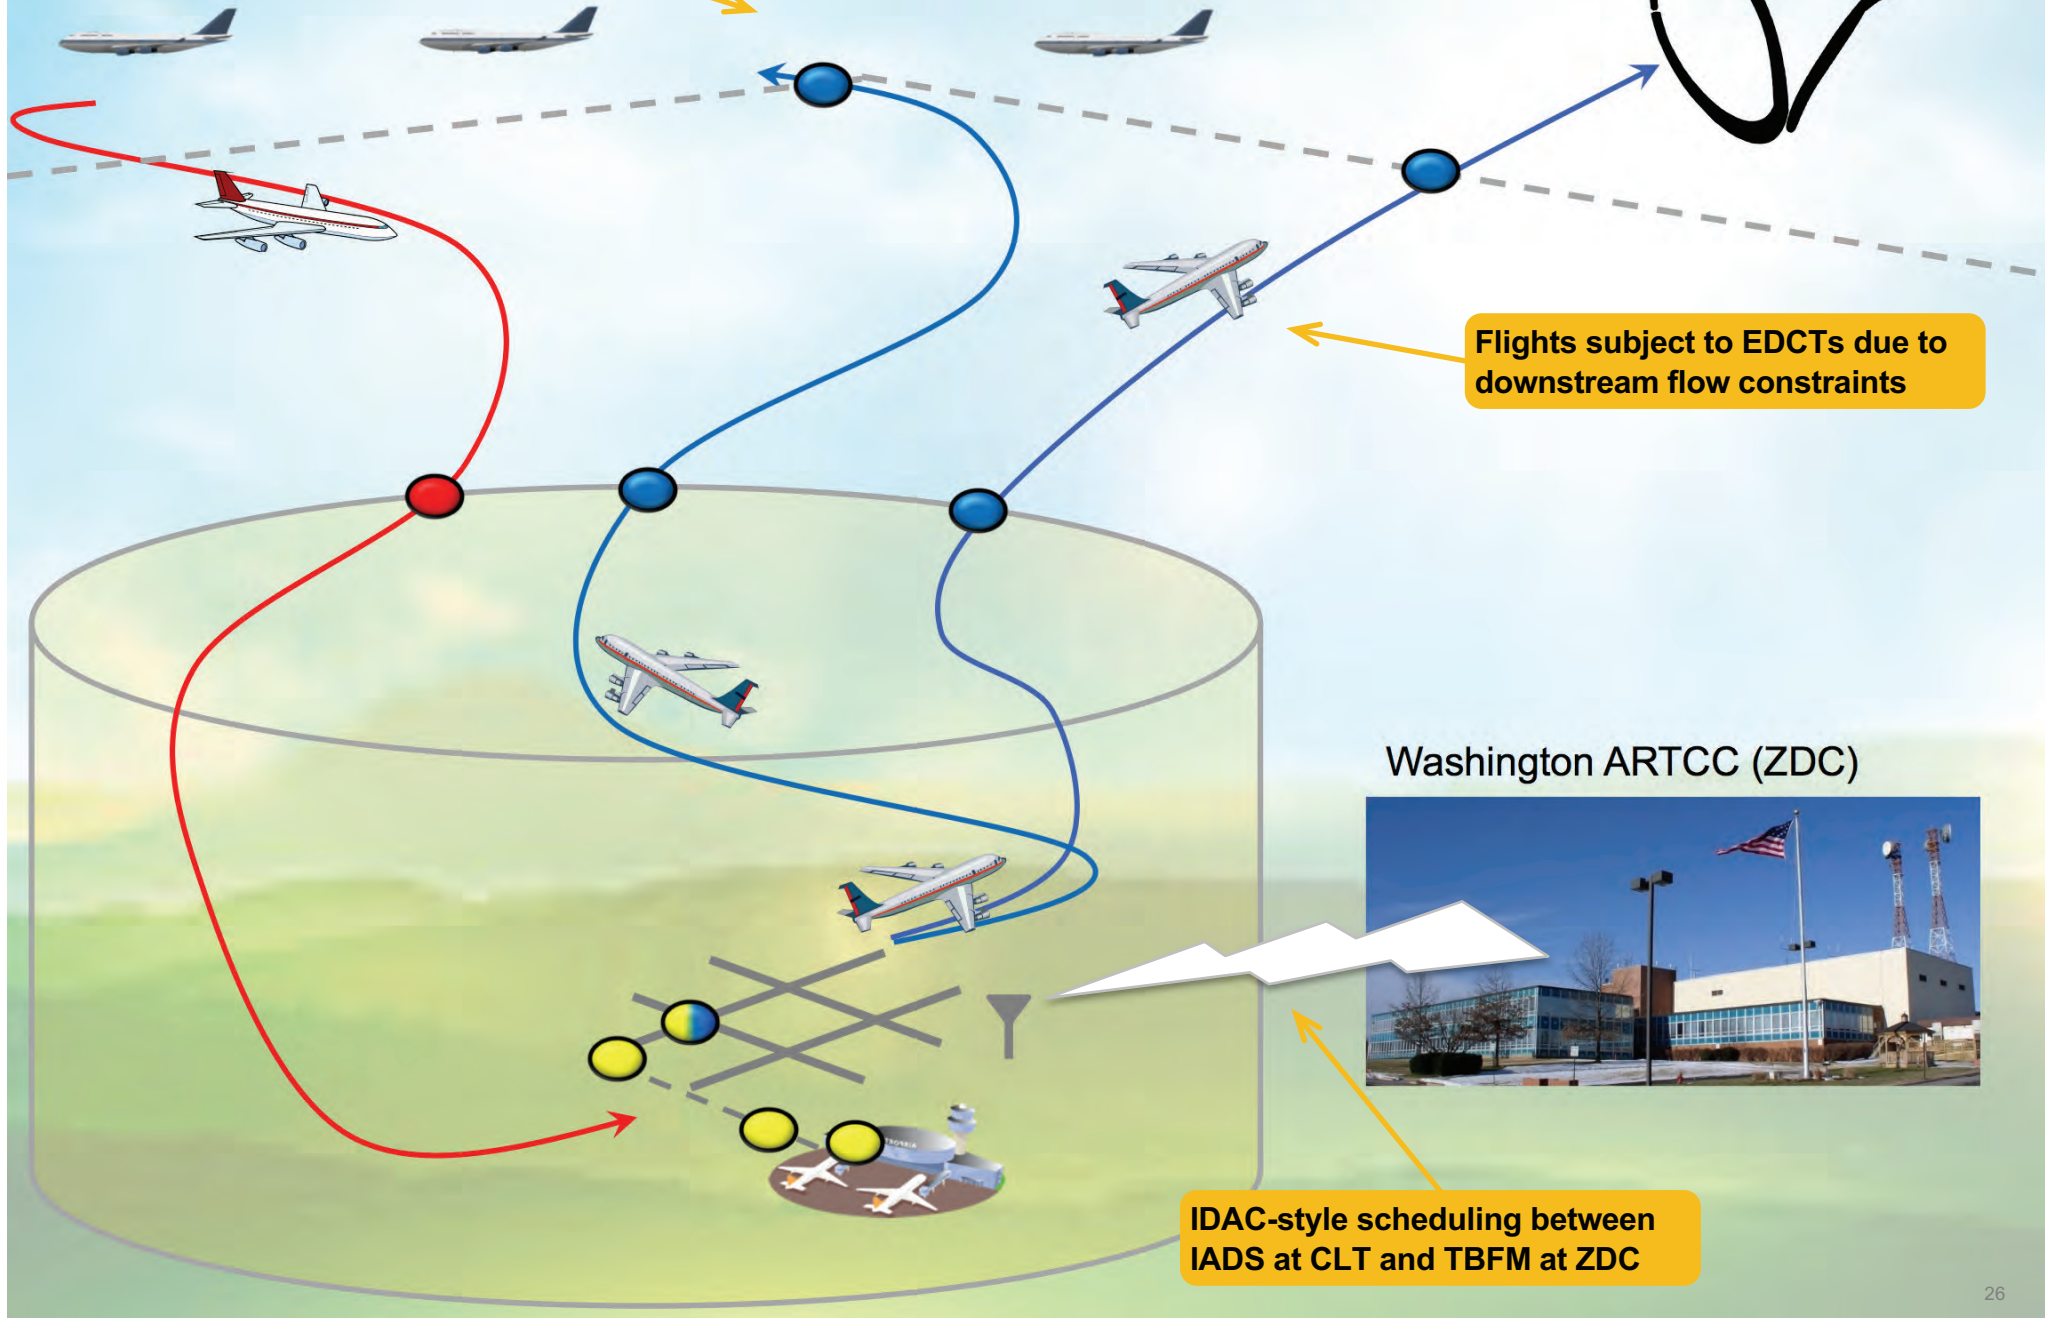 Flights subject to EDCTs due to
downstream flow constraints
Washington ARTCC (ZDC)
IDAC-style scheduling between
IADS at CLT and TBFM at ZDC
26